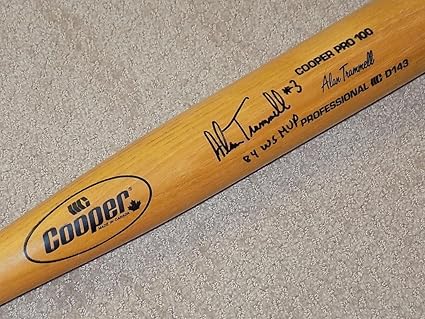 COOPER PRO 100
Alan Trammell
PROFESSIONAL D143
Alan Trammell #3
84 WS MVP
Cooper
MADE IN CANADA